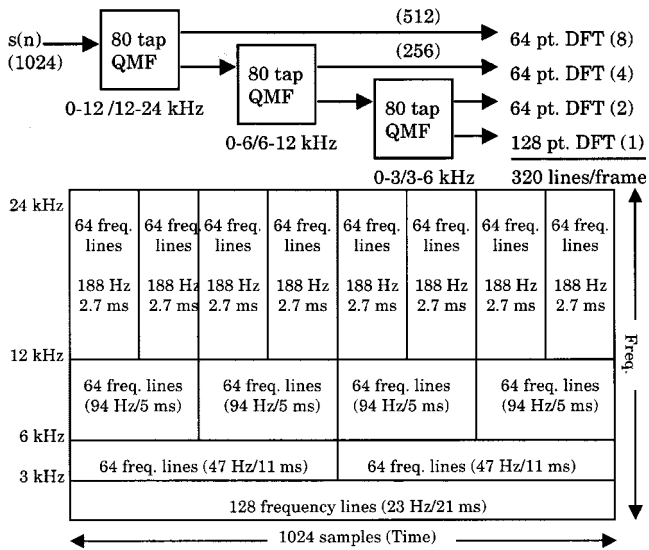 (512)
s(n)
(1024)
80 tap
QMF
64 pt. DFT (8)
(256)
80 tap
QMF
64 pt. DFT (4)
0-12 /12-24 kHz
80 tap
QMF
64 pt. DFT (2)
0-6/6-12 kHz
128 pt. DFT (1)
0-3/3-6 kHz
320 lines/frame
24 kHz
64 freq.
lines
188 Hz
2.7 ms
64 freq.
lines
188 Hz
2.7 ms
64 freq.
lines
188 Hz
2.7 ms
64 freq.
lines
188 Hz
2.7 ms
64 freq.
lines
188 Hz
2.7 ms
64 freq.
lines
188 Hz
2.7 ms
64 freq.
lines
188 Hz
2.7 ms
64 freq.
lines
188 Hz
2.7 ms
Freq.
12 kHz
64 freq. lines
(94 Hz/5 ms)
64 freq. lines
(94 Hz/5 ms)
64 freq. lines
(94 Hz/5 ms)
64 freq. lines
(94 Hz/5 ms)
6 kHz
64 freq. lines (47 Hz/11 ms)
64 freq. lines (47 Hz/11 ms)
3 kHz
128 frequency lines (23 Hz/21 ms)
1024 samples (Time)